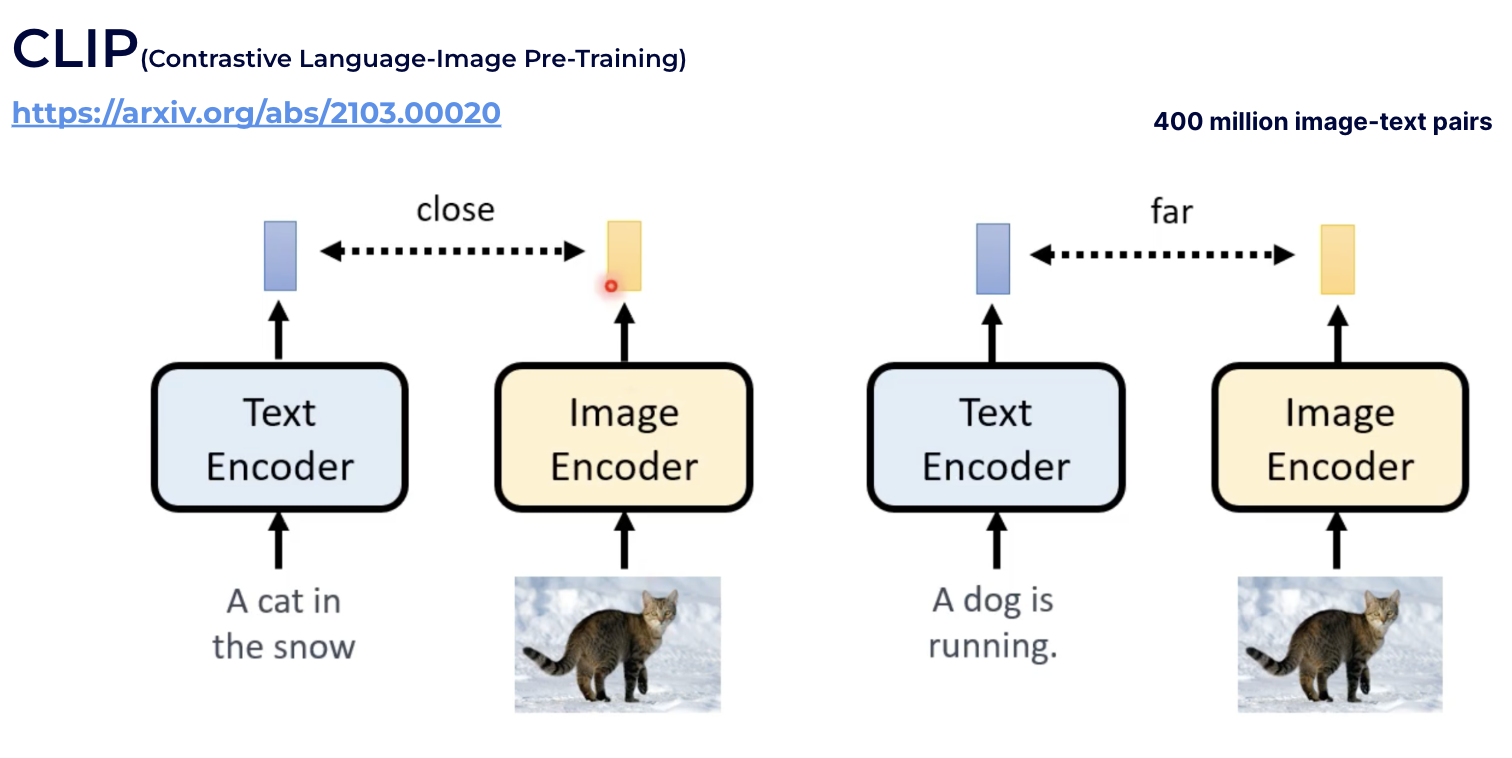 CLIP(Contrastive Language-Image Pre-Training)
https://arxiv.org/abs/2103.00020
400 million image-text pairs
close
far
Text
Encoder
Image
Encoder
Text
Encoder
Image
Encoder
A cat in
the snow
A dog is
running.